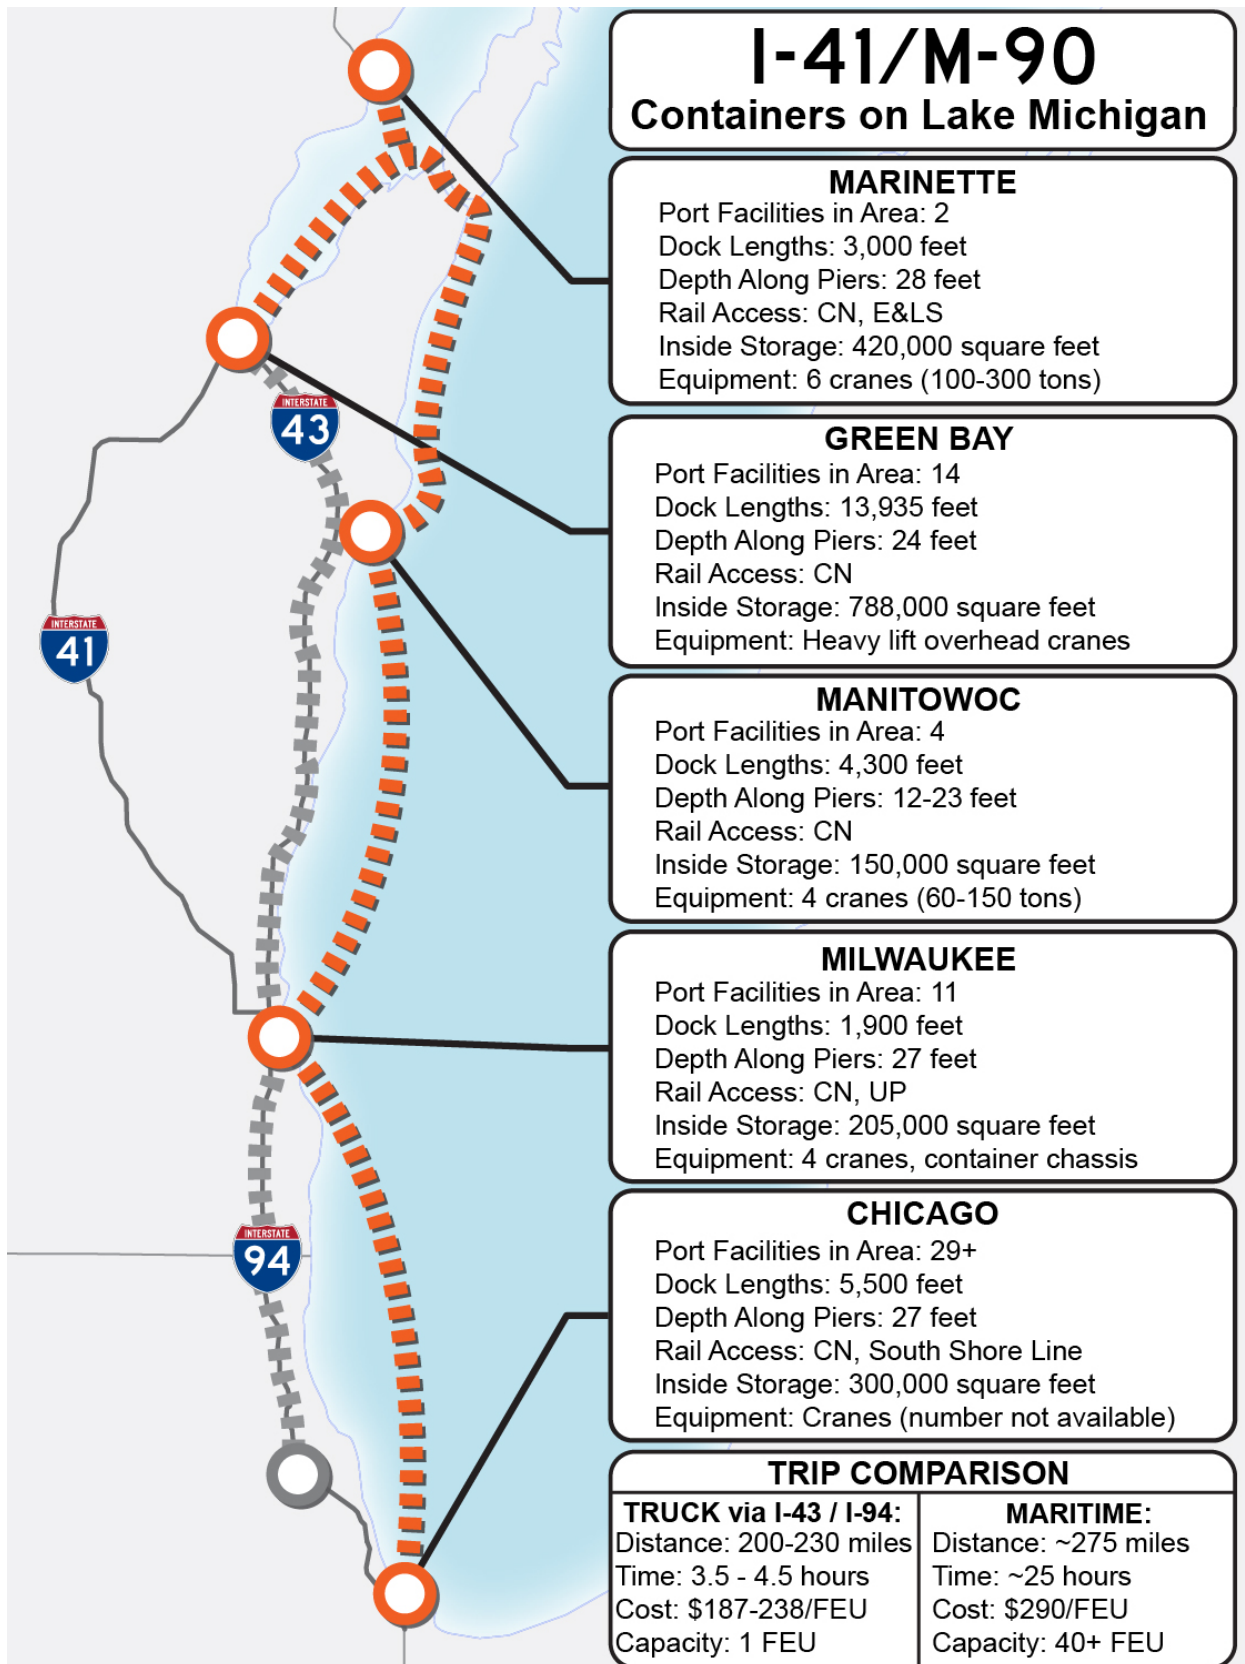 I-41/M-90
Containers on Lake Michigan
MARINETTE
Port Facilities in Area: 2
Dock Lengths: 3,000 feet
Depth Along Piers: 28 feet
Rail Access: CN, E&LS
Inside Storage: 420,000 square feet
Equipment: 6 cranes (100-300 tons)
INTERSTATE
43
GREEN BAY
Port Facilities in Area: 14
Dock Lengths: 13,935 feet
Depth Along Piers: 24 feet
Rail Access: CN
Inside Storage: 788,000 square feet
Equipment: Heavy lift overhead cranes
INTERSTATE
41
MANITOWOC
Port Facilities in Area: 4
Dock Lengths: 4,300 feet
Depth Along Piers: 12-23 feet
Rail Access: CN
Inside Storage: 150,000 square feet
Equipment: 4 cranes (60-150 tons)
MILWAUKEE
Port Facilities in Area: 11
Dock Lengths: 1,900 feet
Depth Along Piers: 27 feet
Rail Access: CN, UP
Inside Storage: 205,000 square feet
Equipment: 4 cranes, container chassis
INTERSTATE
94
CHICAGO
Port Facilities in Area: 29+
Dock Lengths: 5,500 feet
Depth Along Piers: 27 feet
Rail Access: CN, South Shore Line
Inside Storage: 300,000 square feet
Equipment: Cranes (number not available)
TRIP COMPARISON
TRUCK via I-43 / I-94:
Distance: 200-230 miles
Time: 3.5 - 4.5 hours
Cost: $187-238/FEU
Capacity: 1 FEU
MARITIME:
Distance: ~275 miles
Time: ~25 hours
Cost: $290/FEU
Capacity: 40+ FEU